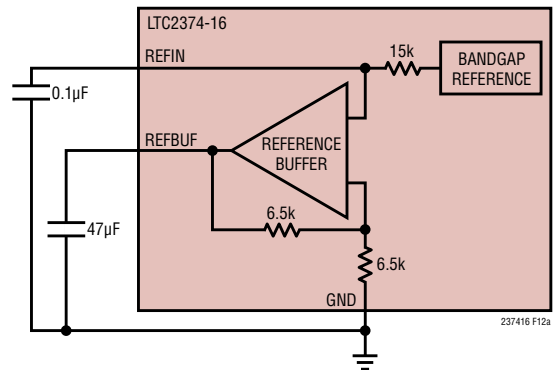 LTC2374-16
REFIN
15k
BANDGAP
REFERENCE
0.1µF
REFBUF
REFERENCE
BUFFER
6.5k
47µF
6.5k
GND
237416 F12a